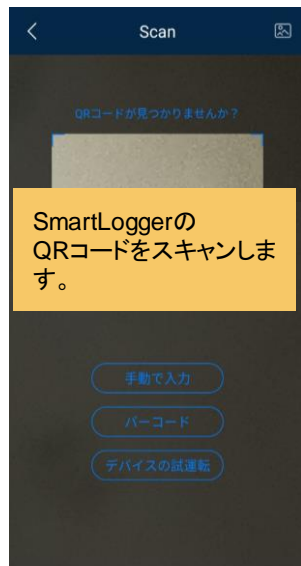 Scan
QRコードが見つかりませんか？
SmartLoggerの
QRコードをスキャンしま
す。
手動で入力
バーコード
デバイスの試運転